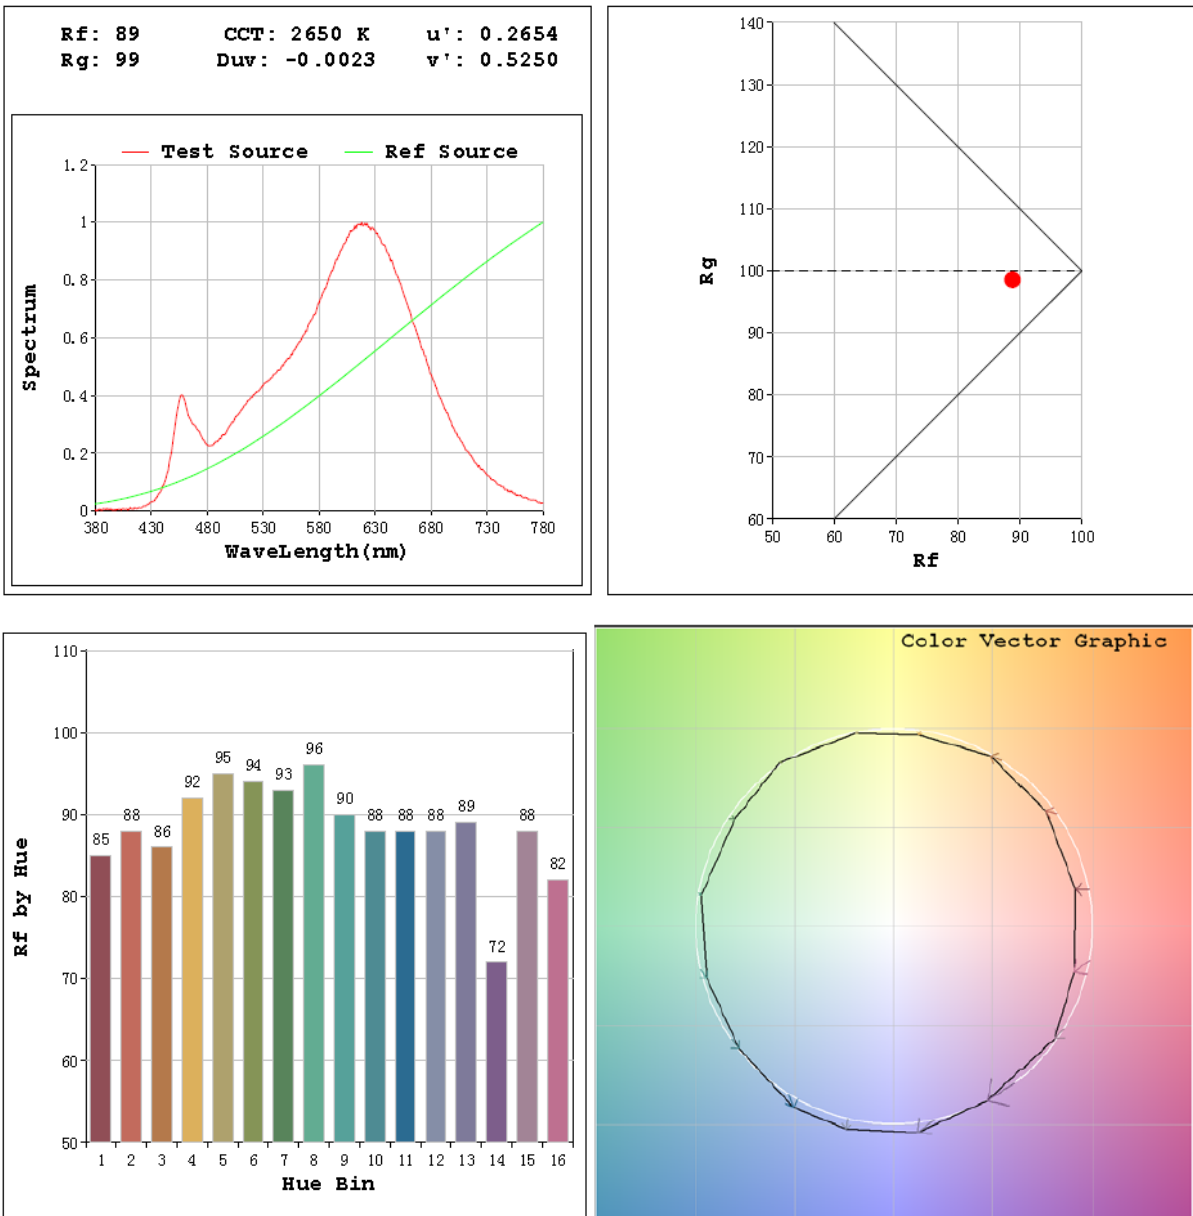 Rf: 89 CCT: 2650 K u': 0.2654
Rg: 99 Duv: -0.0023 v': 0.5250
Test Source Ref Source
1.2
1
0.8
0.6
0.4
0.2
0
Spectrum
380 430 480 530 580 630 680 730 780
WaveLength(nm)
140
130
120
110
100
90
80
70
60
Rg
50 60 70 80 90 100
Rf
110
100
90
80
70
60
50
Rf by Hue
85 88 86 92 95 94 93 96 90 88 88 88 89 72 88 82
1 2 3 4 5 6 7 8 9 10 11 12 13 14 15 16
Hue Bin
Color Vector Graphic